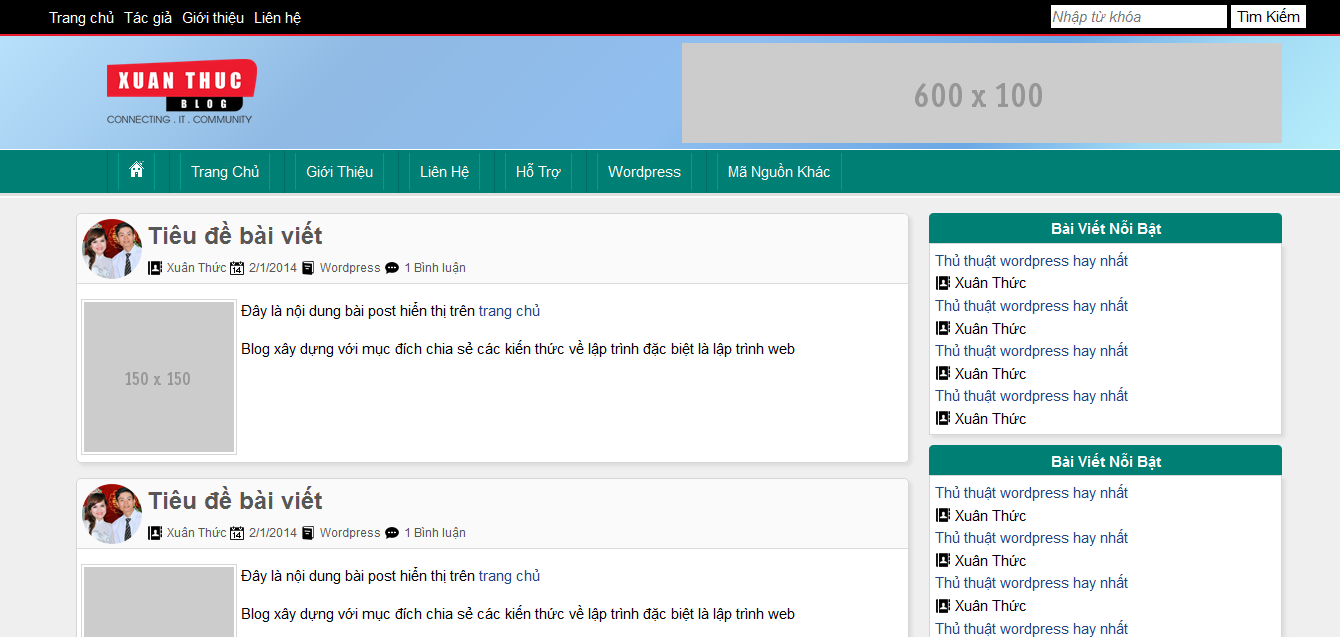 Trang chủ Tác giả Giới thiệu Liên hệ Nhập từ khóa Tìm Kiếm
XUAN THUC
BLOG
CONNECTING . IT . COMMUNITY
600 x 100
Trang Chủ Giới Thiệu Liên Hệ Hỗ Trợ Wordpress Mã Nguồn Khác
Tiêu đề bài viết
Xuân Thức 14 2/1/2014 Wordpress 1 Bình luận
150 x 150
Đây là nội dung bài post hiển thị trên trang chủ
Blog xây dựng với mục đích chia sẻ các kiến thức về lập trình đặc biệt là lập trình web
Tiêu đề bài viết
Xuân Thức 14 2/1/2014 Wordpress 1 Bình luận
Đây là nội dung bài post hiển thị trên trang chủ
Blog xây dựng với mục đích chia sẻ các kiến thức về lập trình đặc biệt là lập trình web
Bài Viết Nỗi Bật
Thủ thuật wordpress hay nhất
Xuân Thức
Thủ thuật wordpress hay nhất
Xuân Thức
Thủ thuật wordpress hay nhất
Xuân Thức
Thủ thuật wordpress hay nhất
Xuân Thức
Bài Viết Nỗi Bật
Thủ thuật wordpress hay nhất
Xuân Thức
Thủ thuật wordpress hay nhất
Xuân Thức
Thủ thuật wordpress hay nhất
Xuân Thức
Thủ thuật wordpress hay nhất